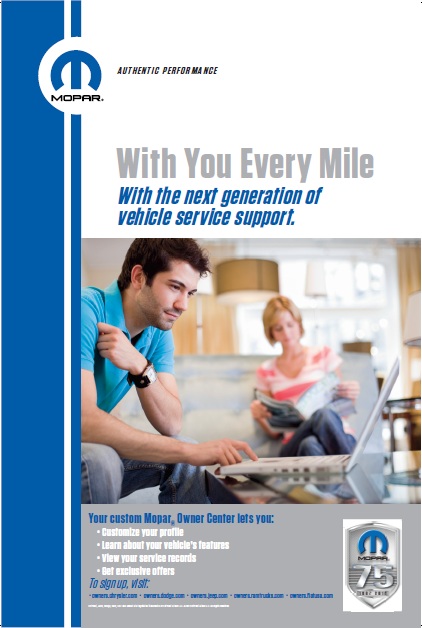 MOPAR®
AUTHENTIC PERFORMANCE
With You Every Mile
With the next generation of
vehicle service support.
Your custom Mopar® Owner Center lets you:
• Customize your profile
• Learn about your vehicle's features
• View your service records
• Get exclusive offers
To sign up, visit:
• owners.chrysler.com • owners.dodge.com • owners.jeep.com • owners.ramtrucks.com • owners.fiatusa.com
MOPAR
75
1937 2012